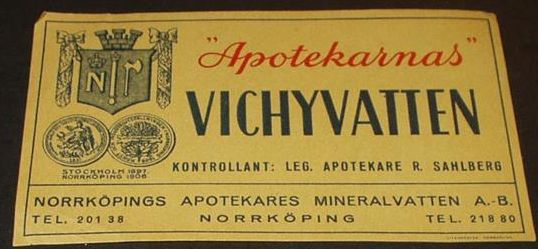 "Apotekarnas"
N
VICHYVATTEN
STOCKHOLM 1897.
NORRKÖPING 1906
KONTROLLANT: LEG. APOTEKARE R. SAHLBERG
NORRKÖPINGS APOTEKARES MINERALVATTEN A.-B.
TEL. 201 38 NORRKÖPING TEL. 218 80